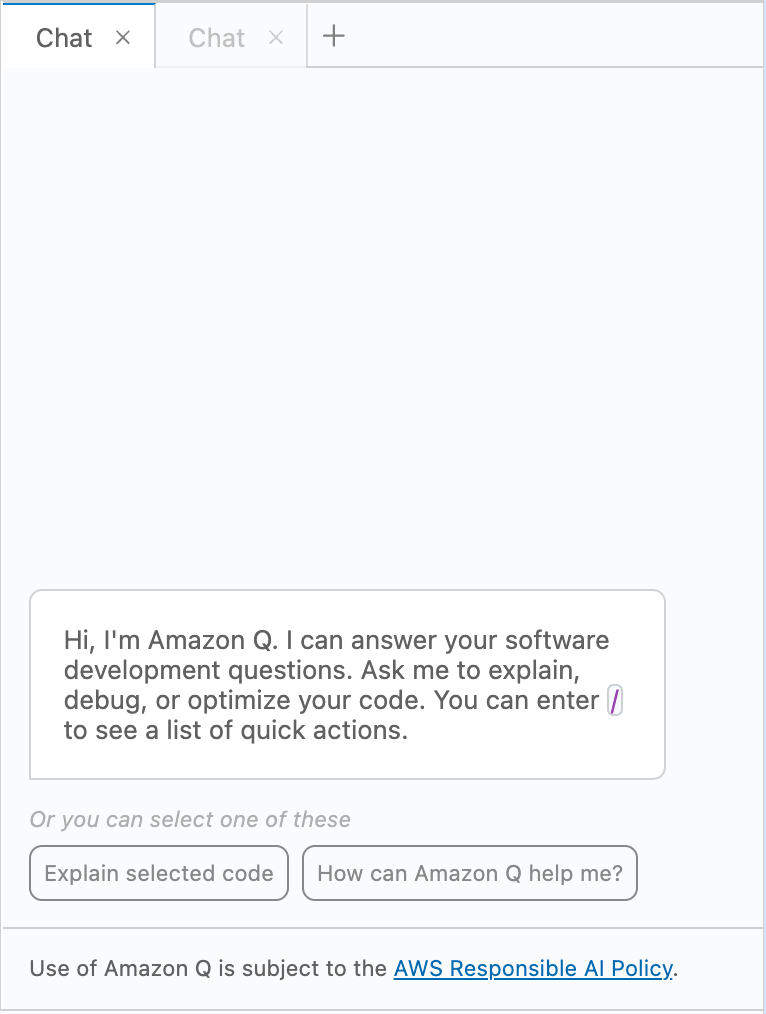 Chat × Chat × +
Hi, I'm Amazon Q. I can answer your software
development questions. Ask me to explain,
debug, or optimize your code. You can enter /
to see a list of quick actions.
Or you can select one of these
Explain selected code How can Amazon Q help me?
Use of Amazon Q is subject to the AWS Responsible AI Policy.